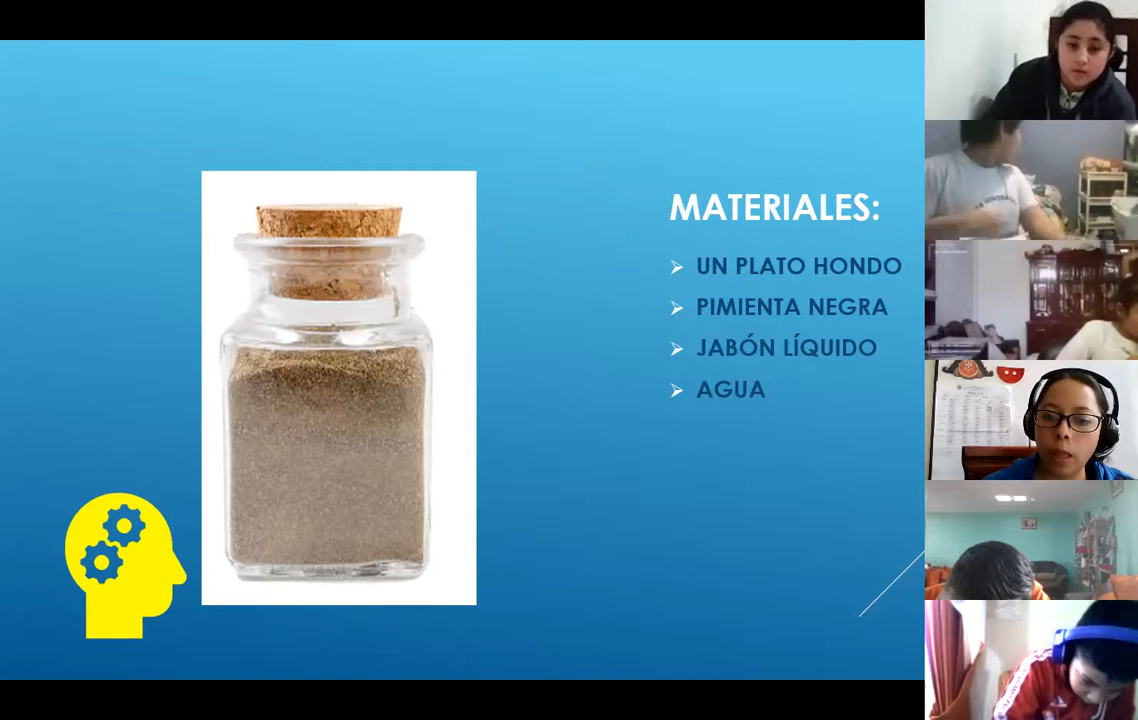 MATERIALES:
UN PLATO HONDO
PIMIENTA NEGRA
JABÓN LÍQUIDO
AGUA